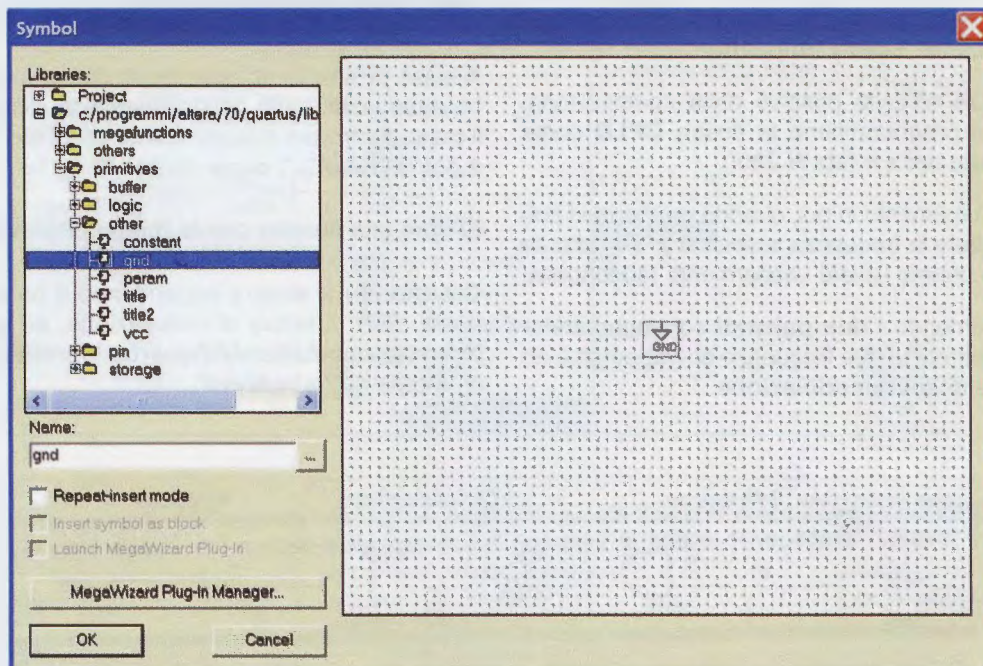 Symbol
Libraries:
Project
c:/programmi/altera/70/quartus/lib
megafunctions
others
primitives
buffer
logic
other
constant
gnd
param
title
title2
vcc
pin
storage
Name:
gnd
...
Repeat-insert mode
Insert symbol as block
Launch MegaWizard Plug-In
MegaWizard Plug-In Manager...
OK
Cancel
GND